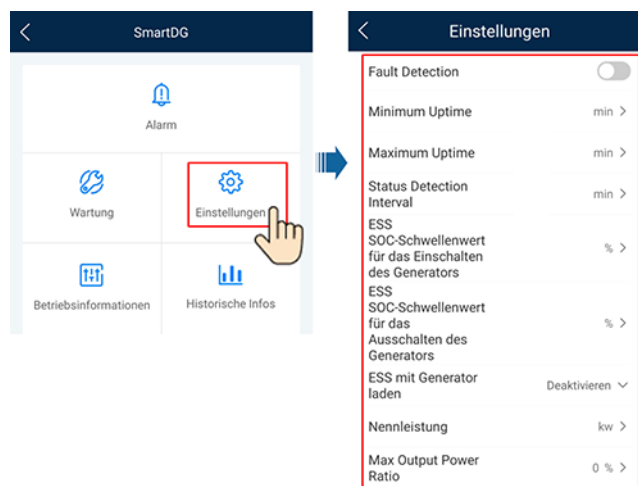 SmartDG
Alarm
Wartung
Einstellungen
Betriebsinformationen
Historische Infos
Einstellungen
Fault Detection
Minimum Uptime
min
Maximum Uptime
min
Status Detection
Interval
min
ESS
SOC-Schwellenwert
für das Einschalten
des Generators
%
ESS
SOC-Schwellenwert
für das
Ausschalten des
Generators
%
ESS mit Generator
laden
Deaktivieren
Nennleistung
kw
Max Output Power
Ratio
0 %